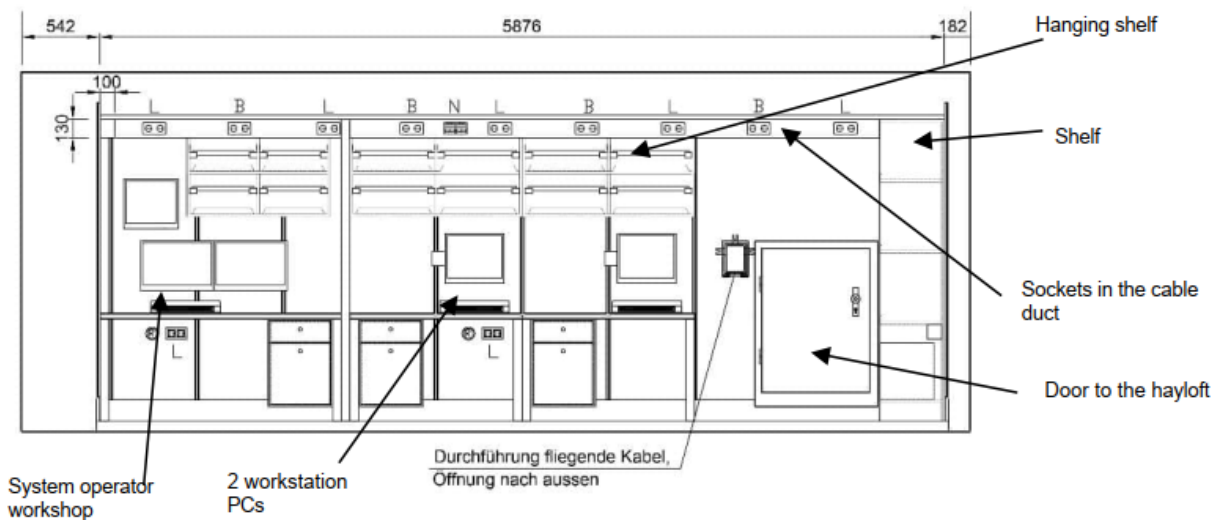 542
5876
182
Hanging shelf
100
L
B
L
B
N
L
B
L
B
L
130
Shelf
Sockets in the cable
duct
L
L
Door to the hayloft
Durchführung fliegende Kabel,
Öffnung nach aussen
System operator
workshop
2 workstation
PCs